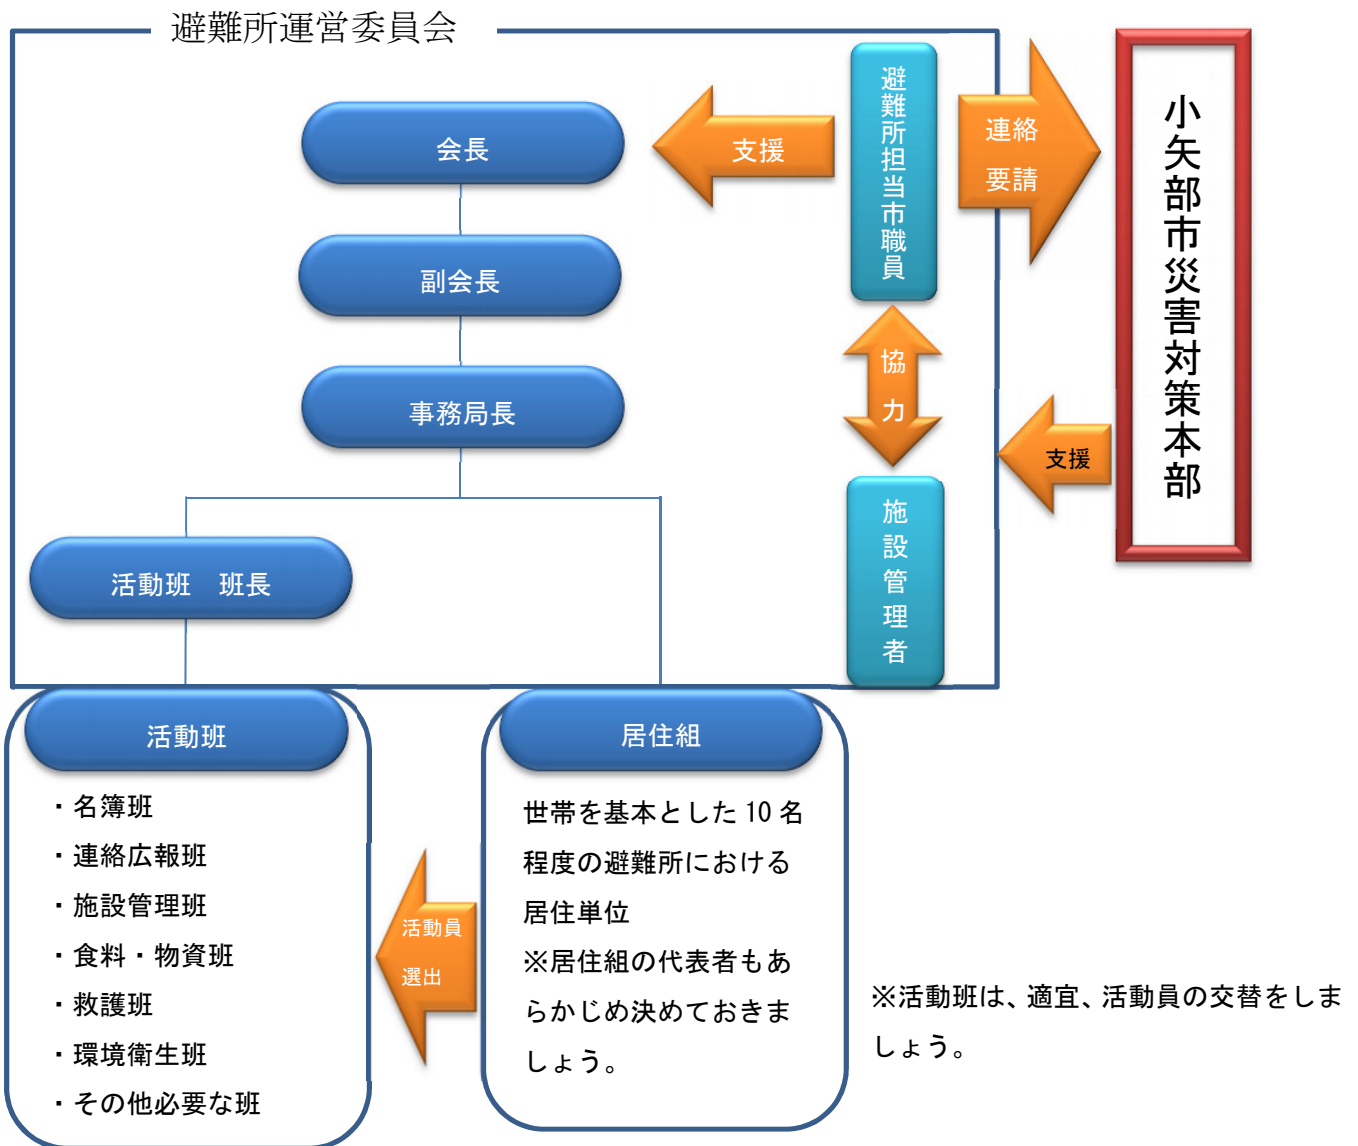 避難所運営委員会
会長
支援
避難所担当市職員
連絡
要請
小矢部市災害対策本部
副会長
協
力
事務局長
支援
施設管理者
活動班　班長
活動班
・名簿班
・連絡広報班
・施設管理班
・食料・物資班
・救護班
・環境衛生班
・その他必要な班
活動員
選出
居住組
世帯を基本とした 10 名
程度の避難所における
居住単位
※居住組の代表者もあ
らかじめ決めておきま
しょう。
※活動班は、適宜、活動員の交替をしま
しょう。